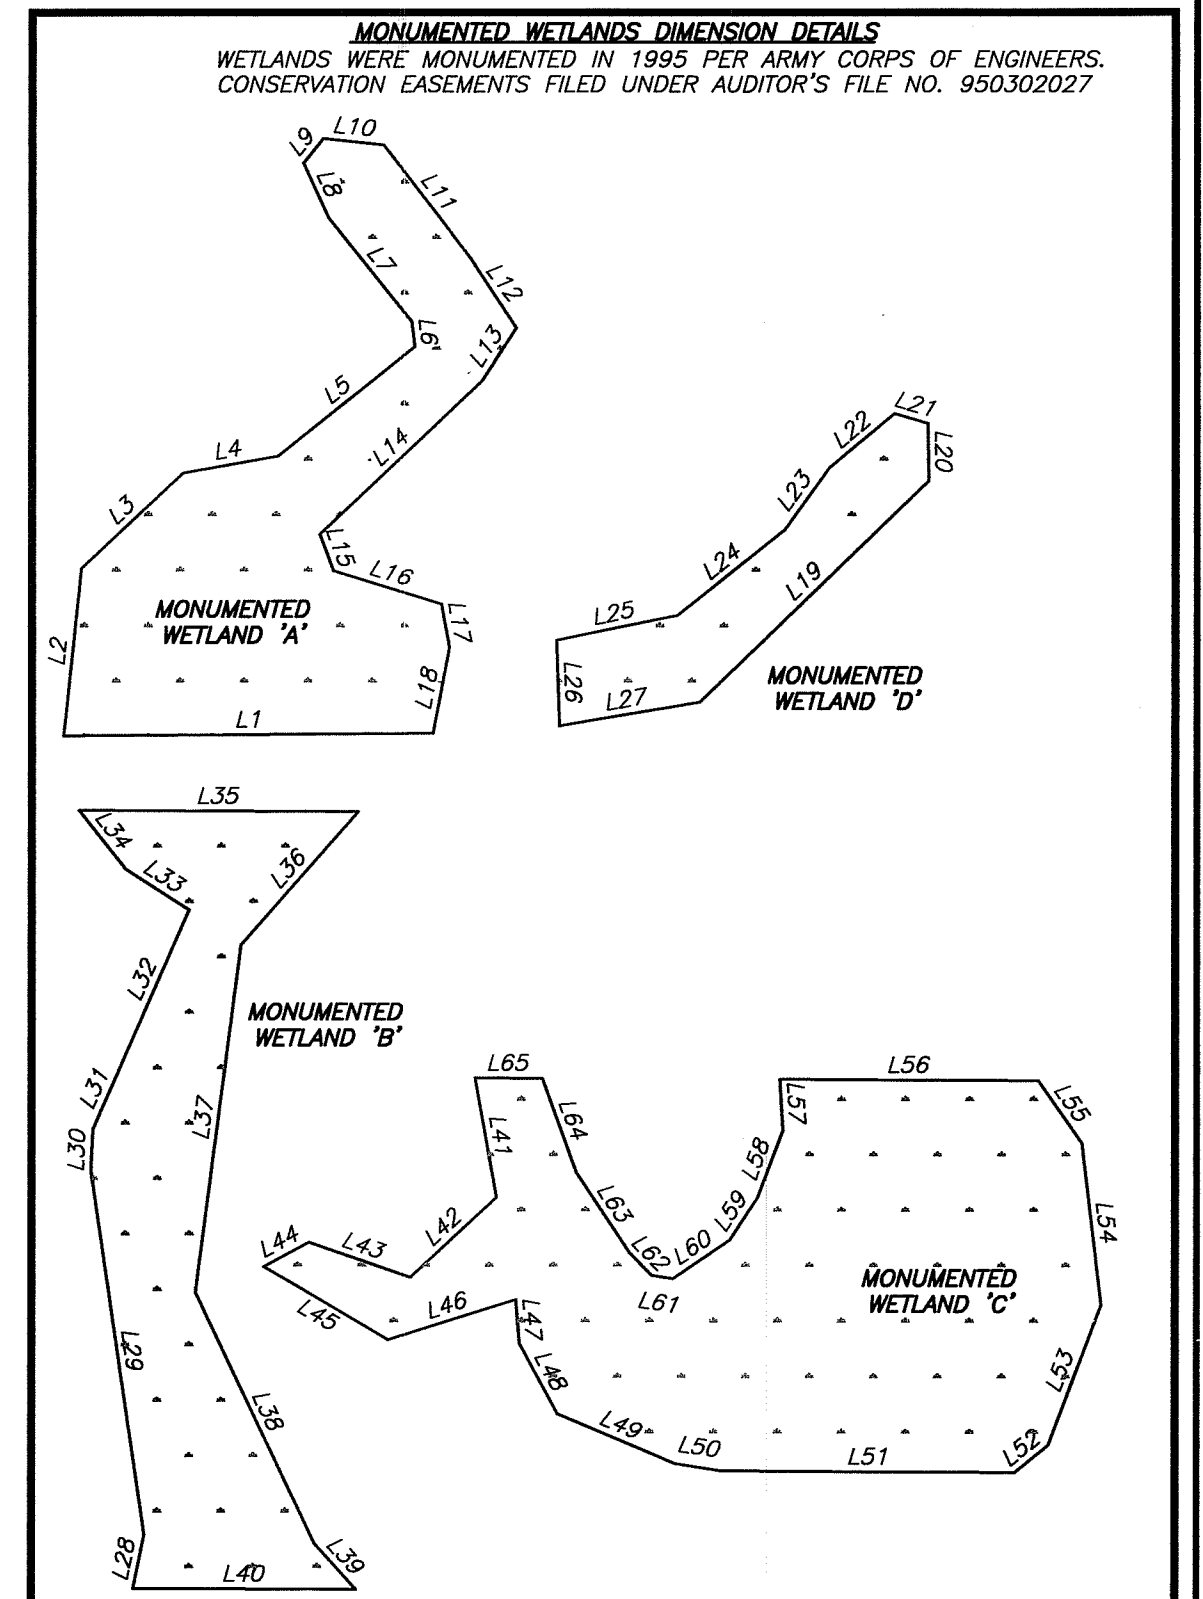 MONUMENTED WETLANDS DIMENSION DETAILS
WETLANDS WERE MONUMENTED IN 1995 PER ARMY CORPS OF ENGINEERS.
CONSERVATION EASEMENTS FILED UNDER AUDITOR'S FILE NO. 950302027
L10
L9
L8
L11
L7
L12
L6
L13
L5
L14
L4
L3
L15
L16
MONUMENTED
WETLAND 'A'
L17
L2
L18
L1
L21
L22
L20
L23
L24
L19
L25
L26
L27
MONUMENTED
WETLAND 'D'
L35
L34
L33
L36
L32
MONUMENTED
WETLAND 'B'
L31
L30
L37
L29
L38
L28
L39
L40
L65
L56
L57
L55
L64
L41
L58
L63
L59
L54
L42
L44
L43
L62
L60
L61
MONUMENTED
WETLAND 'C'
L45
L46
L47
L48
L53
L49
L50
L51
L52